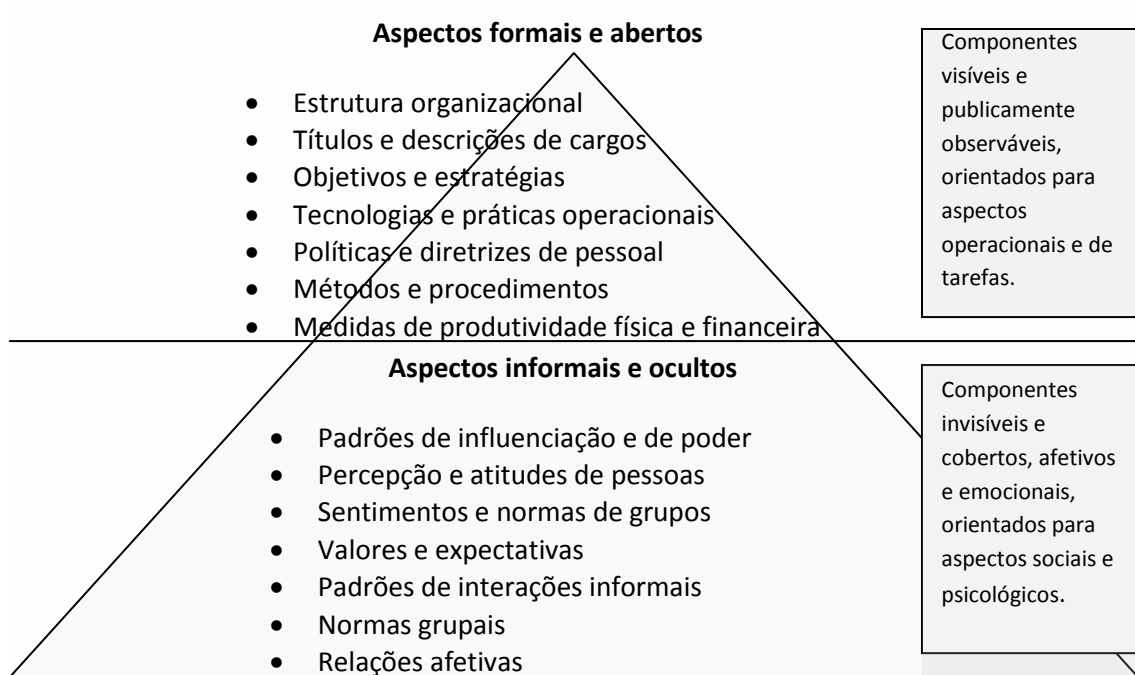 Aspectos formais e abertos
• Estrutura organizacional
• Títulos e descrições de cargos
• Objetivos e estratégias
• Tecnologias e práticas operacionais
• Políticas e diretrizes de pessoal
• Métodos e procedimentos
• Medidas de produtividade física e financeira
Componentes
visíveis e
publicamente
observáveis,
orientados para
aspectos
operacionais e de
tarefas.
Aspectos informais e ocultos
• Padrões de influenciação e de poder
• Percepção e atitudes de pessoas
• Sentimentos e normas de grupos
• Valores e expectativas
• Padrões de interações informais
• Normas grupais
• Relações afetivas
Componentes
invisíveis e
cobertos, afetivos
e emocionais,
orientados para
aspectos sociais e
psicológicos.